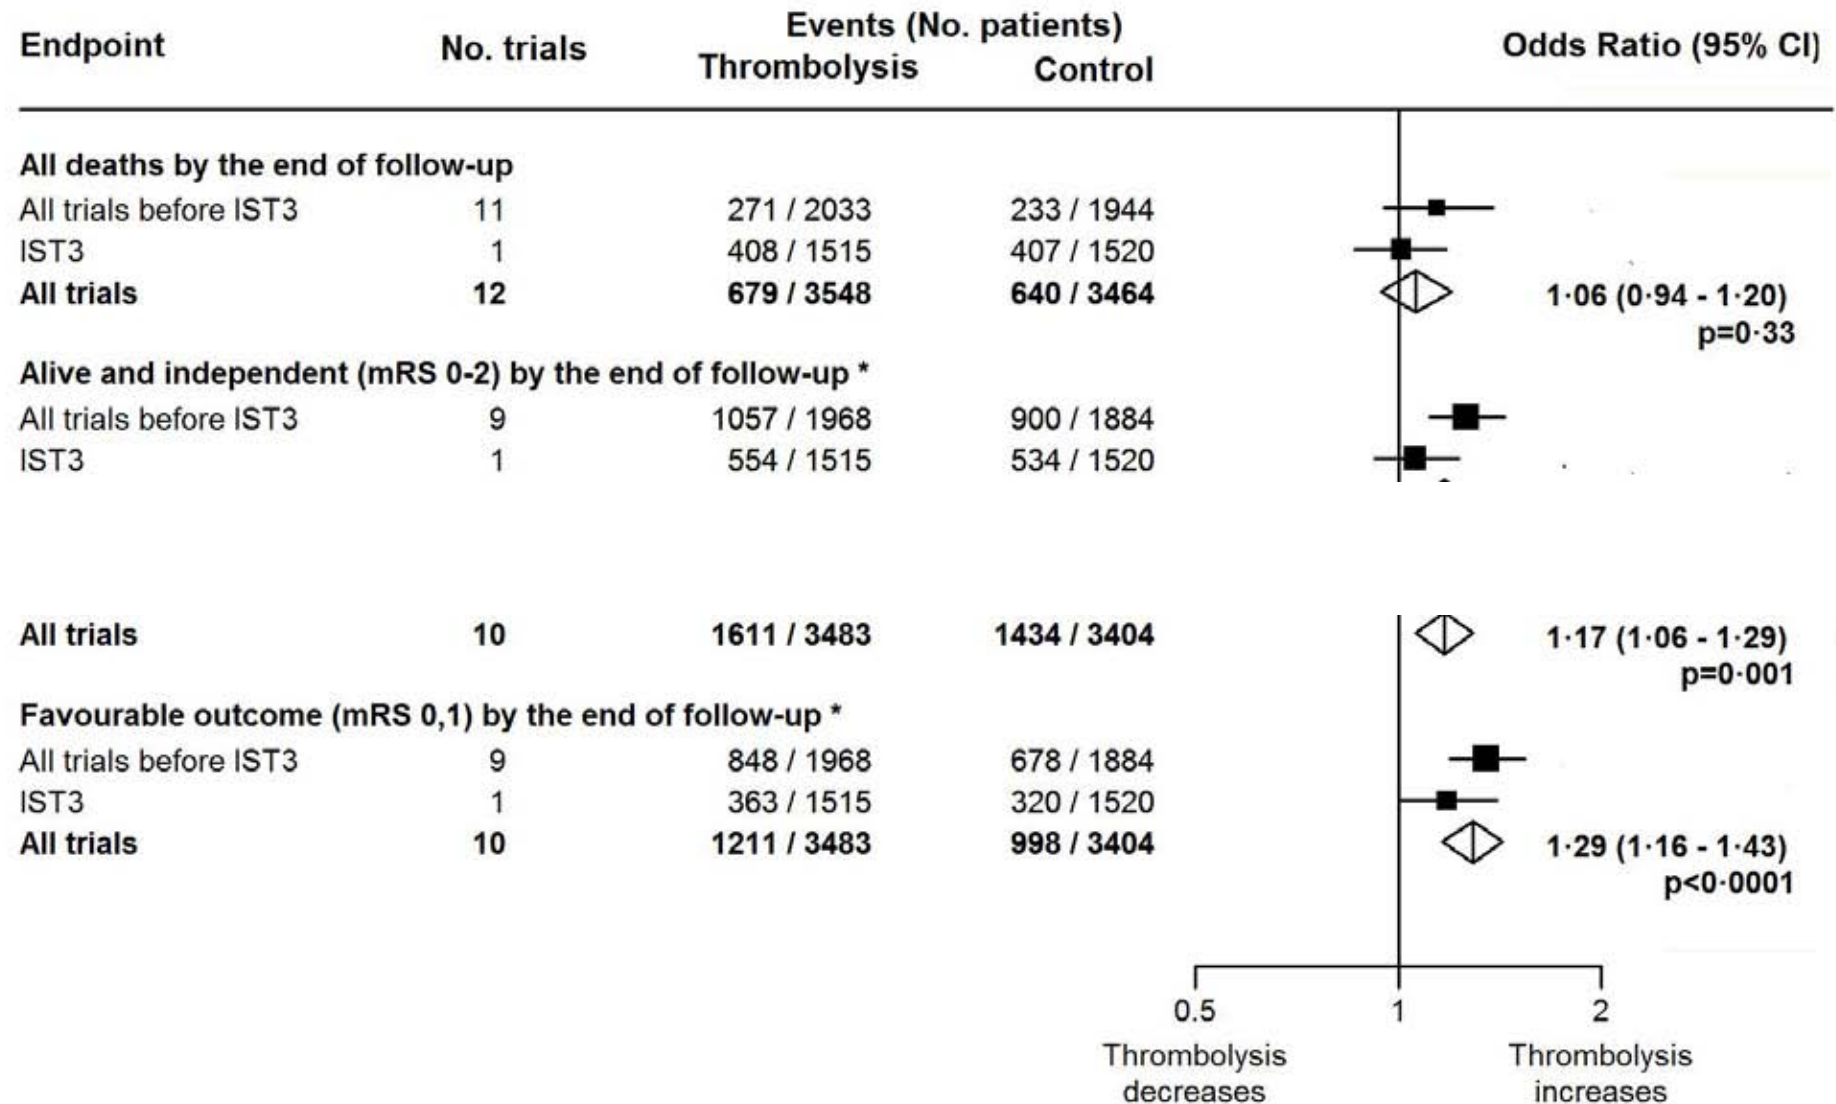 Endpoint No. trials Events (No. patients) Odds Ratio (95% CI)
Thrombolysis Control
All deaths by the end of follow-up
All trials before IST3 11 271 / 2033 233 / 1944
IST3 1 408 / 1515 407 / 1520
All trials 12 679 / 3548 640 / 3464 1·06 (0·94 - 1·20)
p=0·33
Alive and independent (mRS 0-2) by the end of follow-up *
All trials before IST3 9 1057 / 1968 900 / 1884
IST3 1 554 / 1515 534 / 1520
All trials 10 1611 / 3483 1434 / 3404 1·17 (1·06 - 1·29)
p=0·001
Favourable outcome (mRS 0,1) by the end of follow-up *
All trials before IST3 9 848 / 1968 678 / 1884
IST3 1 363 / 1515 320 / 1520
All trials 10 1211 / 3483 998 / 3404 1·29 (1·16 - 1·43)
p<0·0001
0.5 1 2
Thrombolysis Thrombolysis
decreases increases